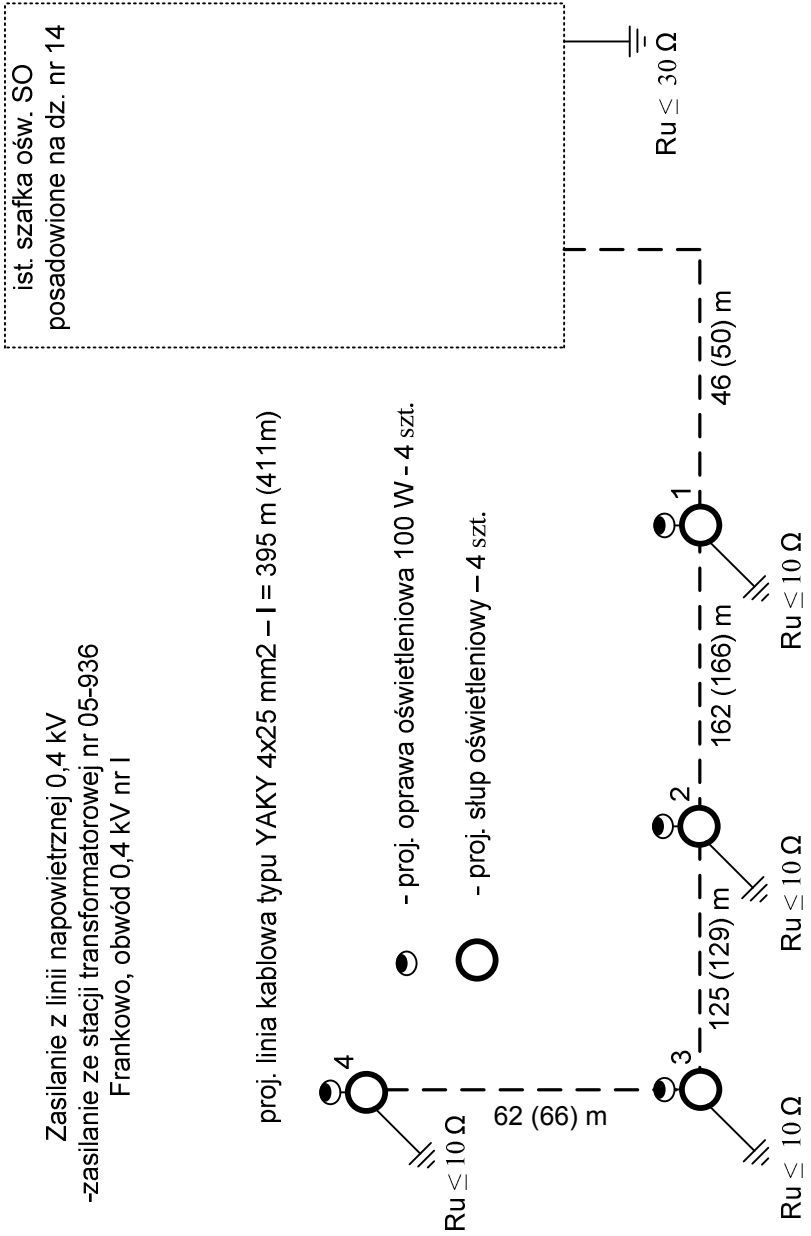 ist. szafka ośw. SO
posadowione na dz. nr 14
Ru ≤ 30 Ω
Zasilanie z linii napowietrznej 0,4 kV
-zasilanie ze stacji transformatorowej nr 05-936
Frankowo, obwód 0,4 kV nr I
proj. linia kablowa typu YAKY 4x25 mm2 – l = 395 m (411m)
- proj. oprawa oświetleniowa 100 W - 4 szt.
- proj. słup oświetleniowy – 4 szt.
46 (50) m
1
Ru ≤ 10 Ω
162 (166) m
2
Ru ≤ 10 Ω
125 (129) m
3
Ru ≤ 10 Ω
62 (66) m
4
Ru ≤ 10 Ω